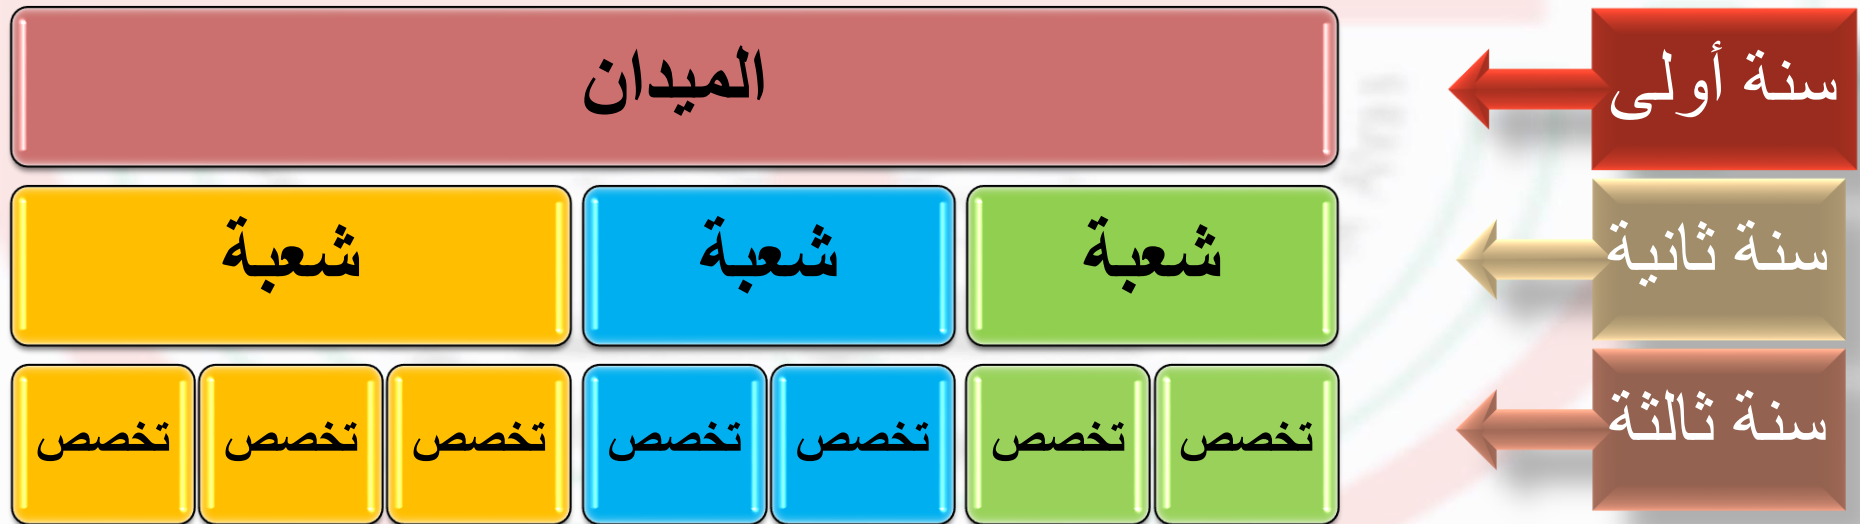 سنة أولى
الميدان
سنة ثانية
شعبة
شعبة
شعبة
سنة ثالثة
تخصص
تخصص
تخصص
تخصص
تخصص
تخصص
تخصص